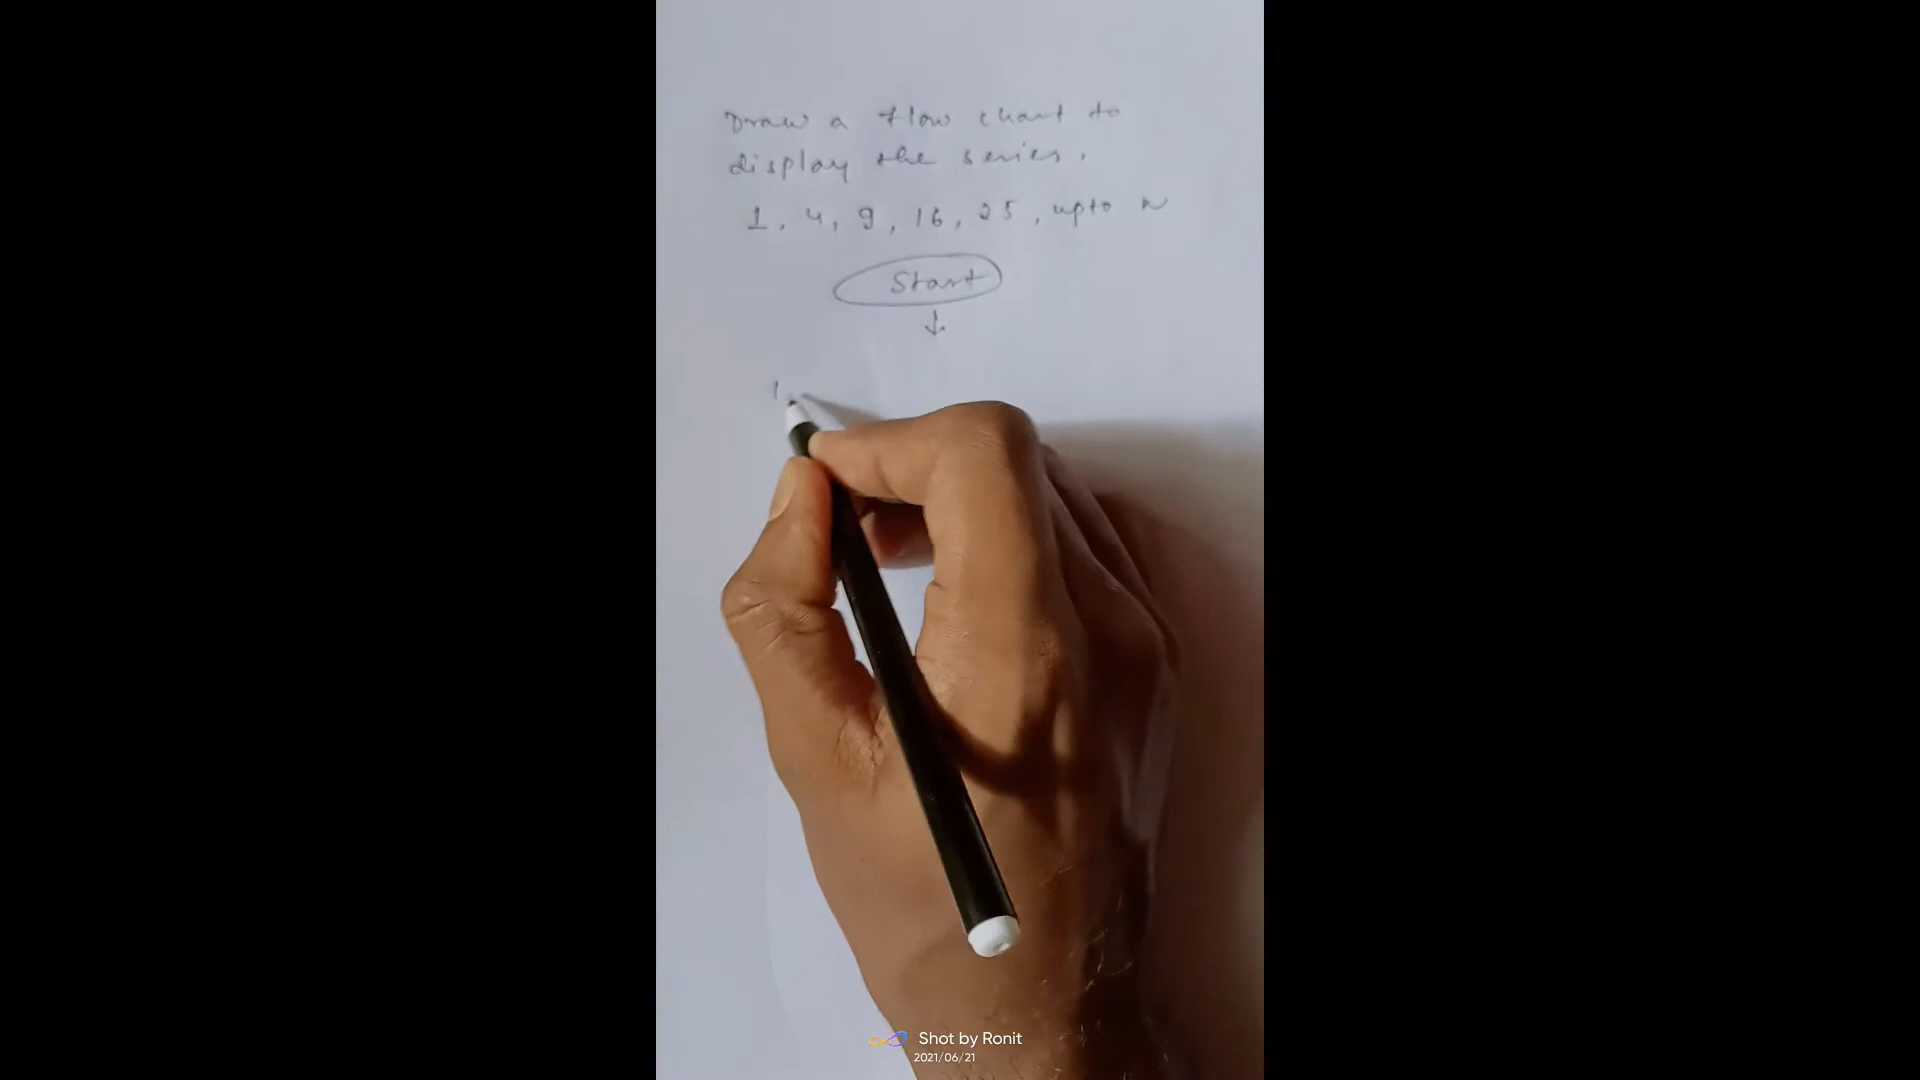 Draw a flow chart to
display the series.
1, 4, 9, 16, 25, upto N
Start
Shot by Ronit
2021/06/21